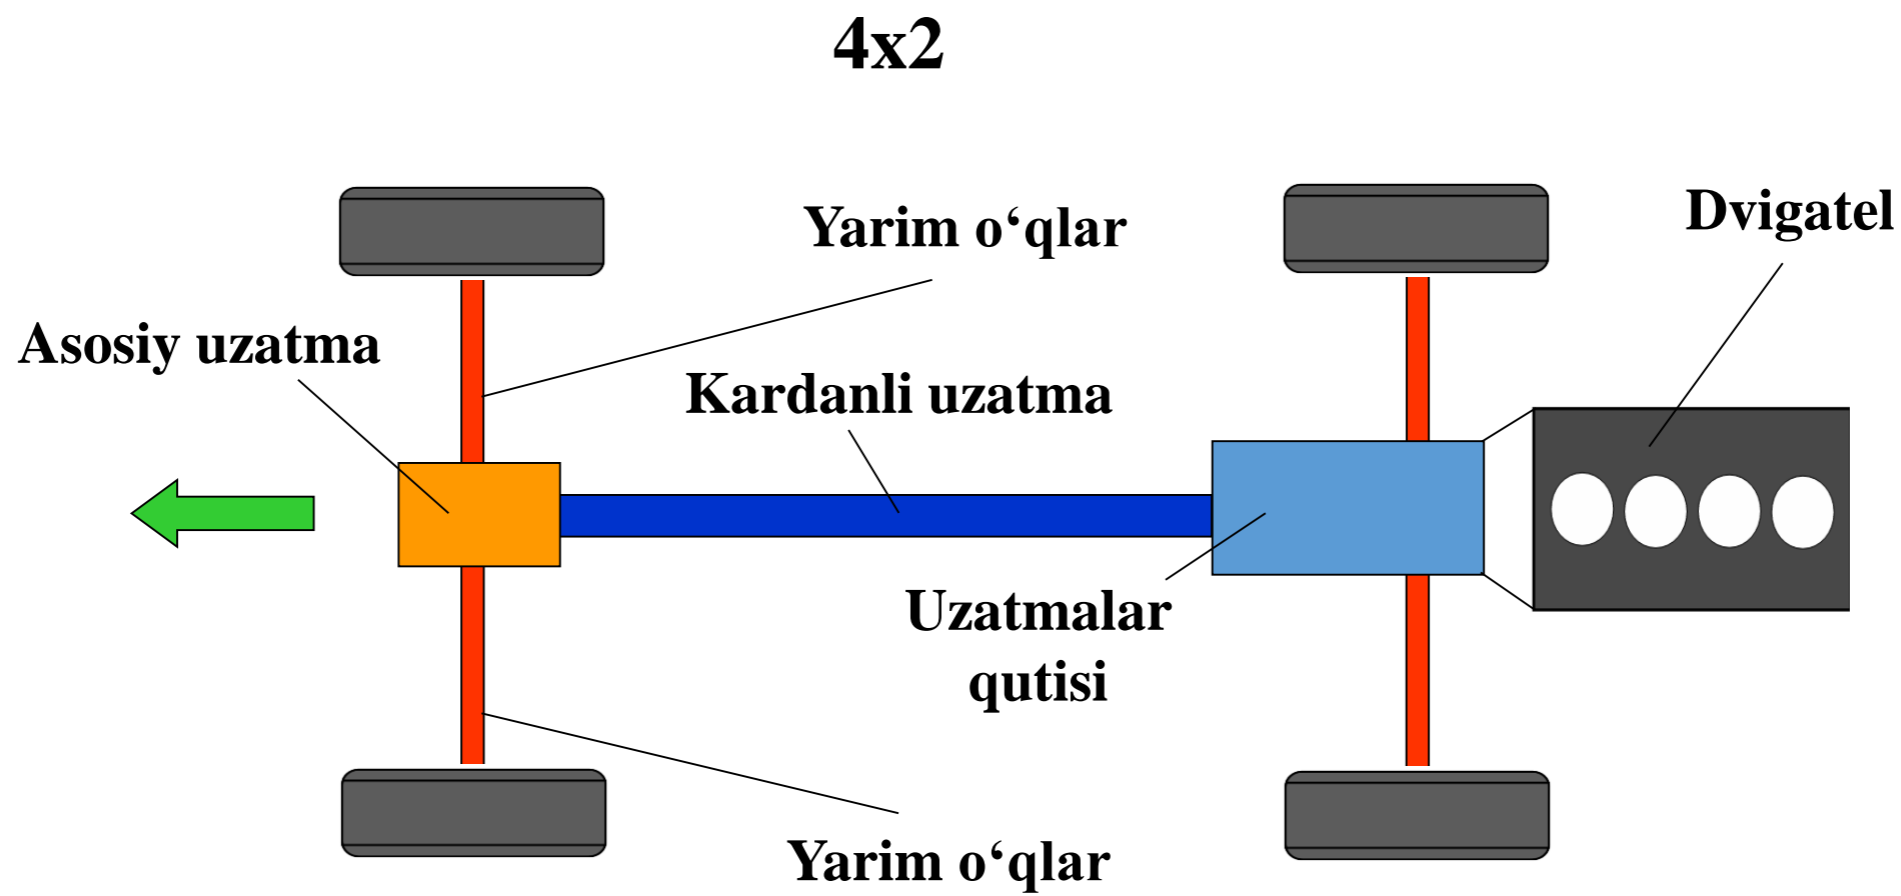 4x2
Dvigatel
Yarim o‘qlar
Asosiy uzatma
Kardanli uzatma
Uzatmalar
qutisi
Yarim o‘qlar